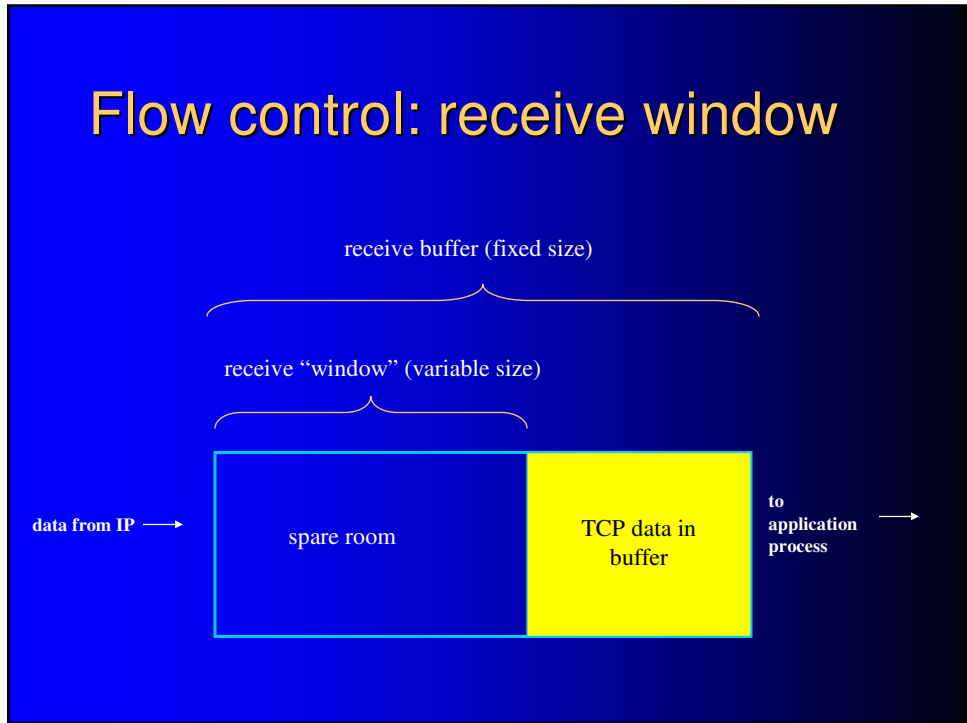 Flow control: receive window
receive buffer (fixed size)
receive “window” (variable size)
data from IP
spare room
TCP data in
buffer
to
application
process